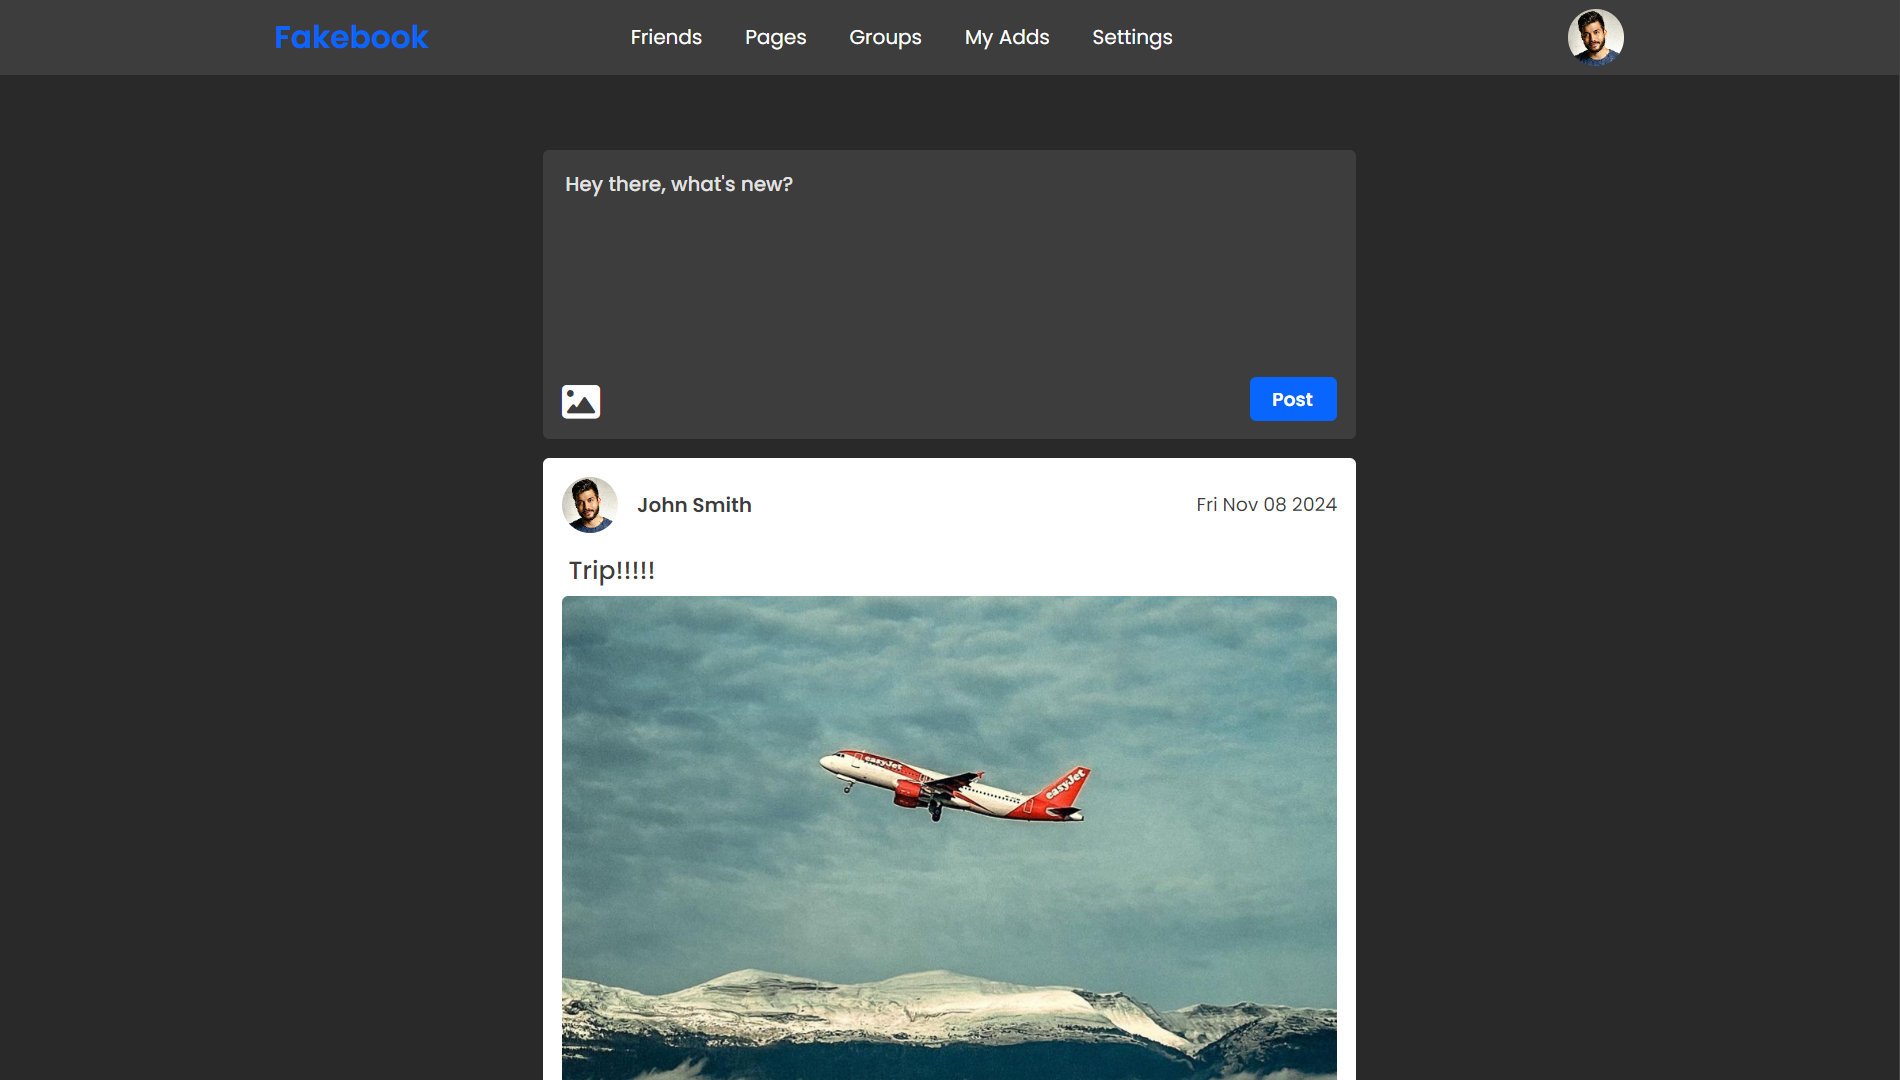 Fakebook
Friends
Pages
Groups
My Adds
Settings
Hey there, what's new?
Post
John Smith
Fri Nov 08 2024
Trip!!!!!
easyJet
easyJet